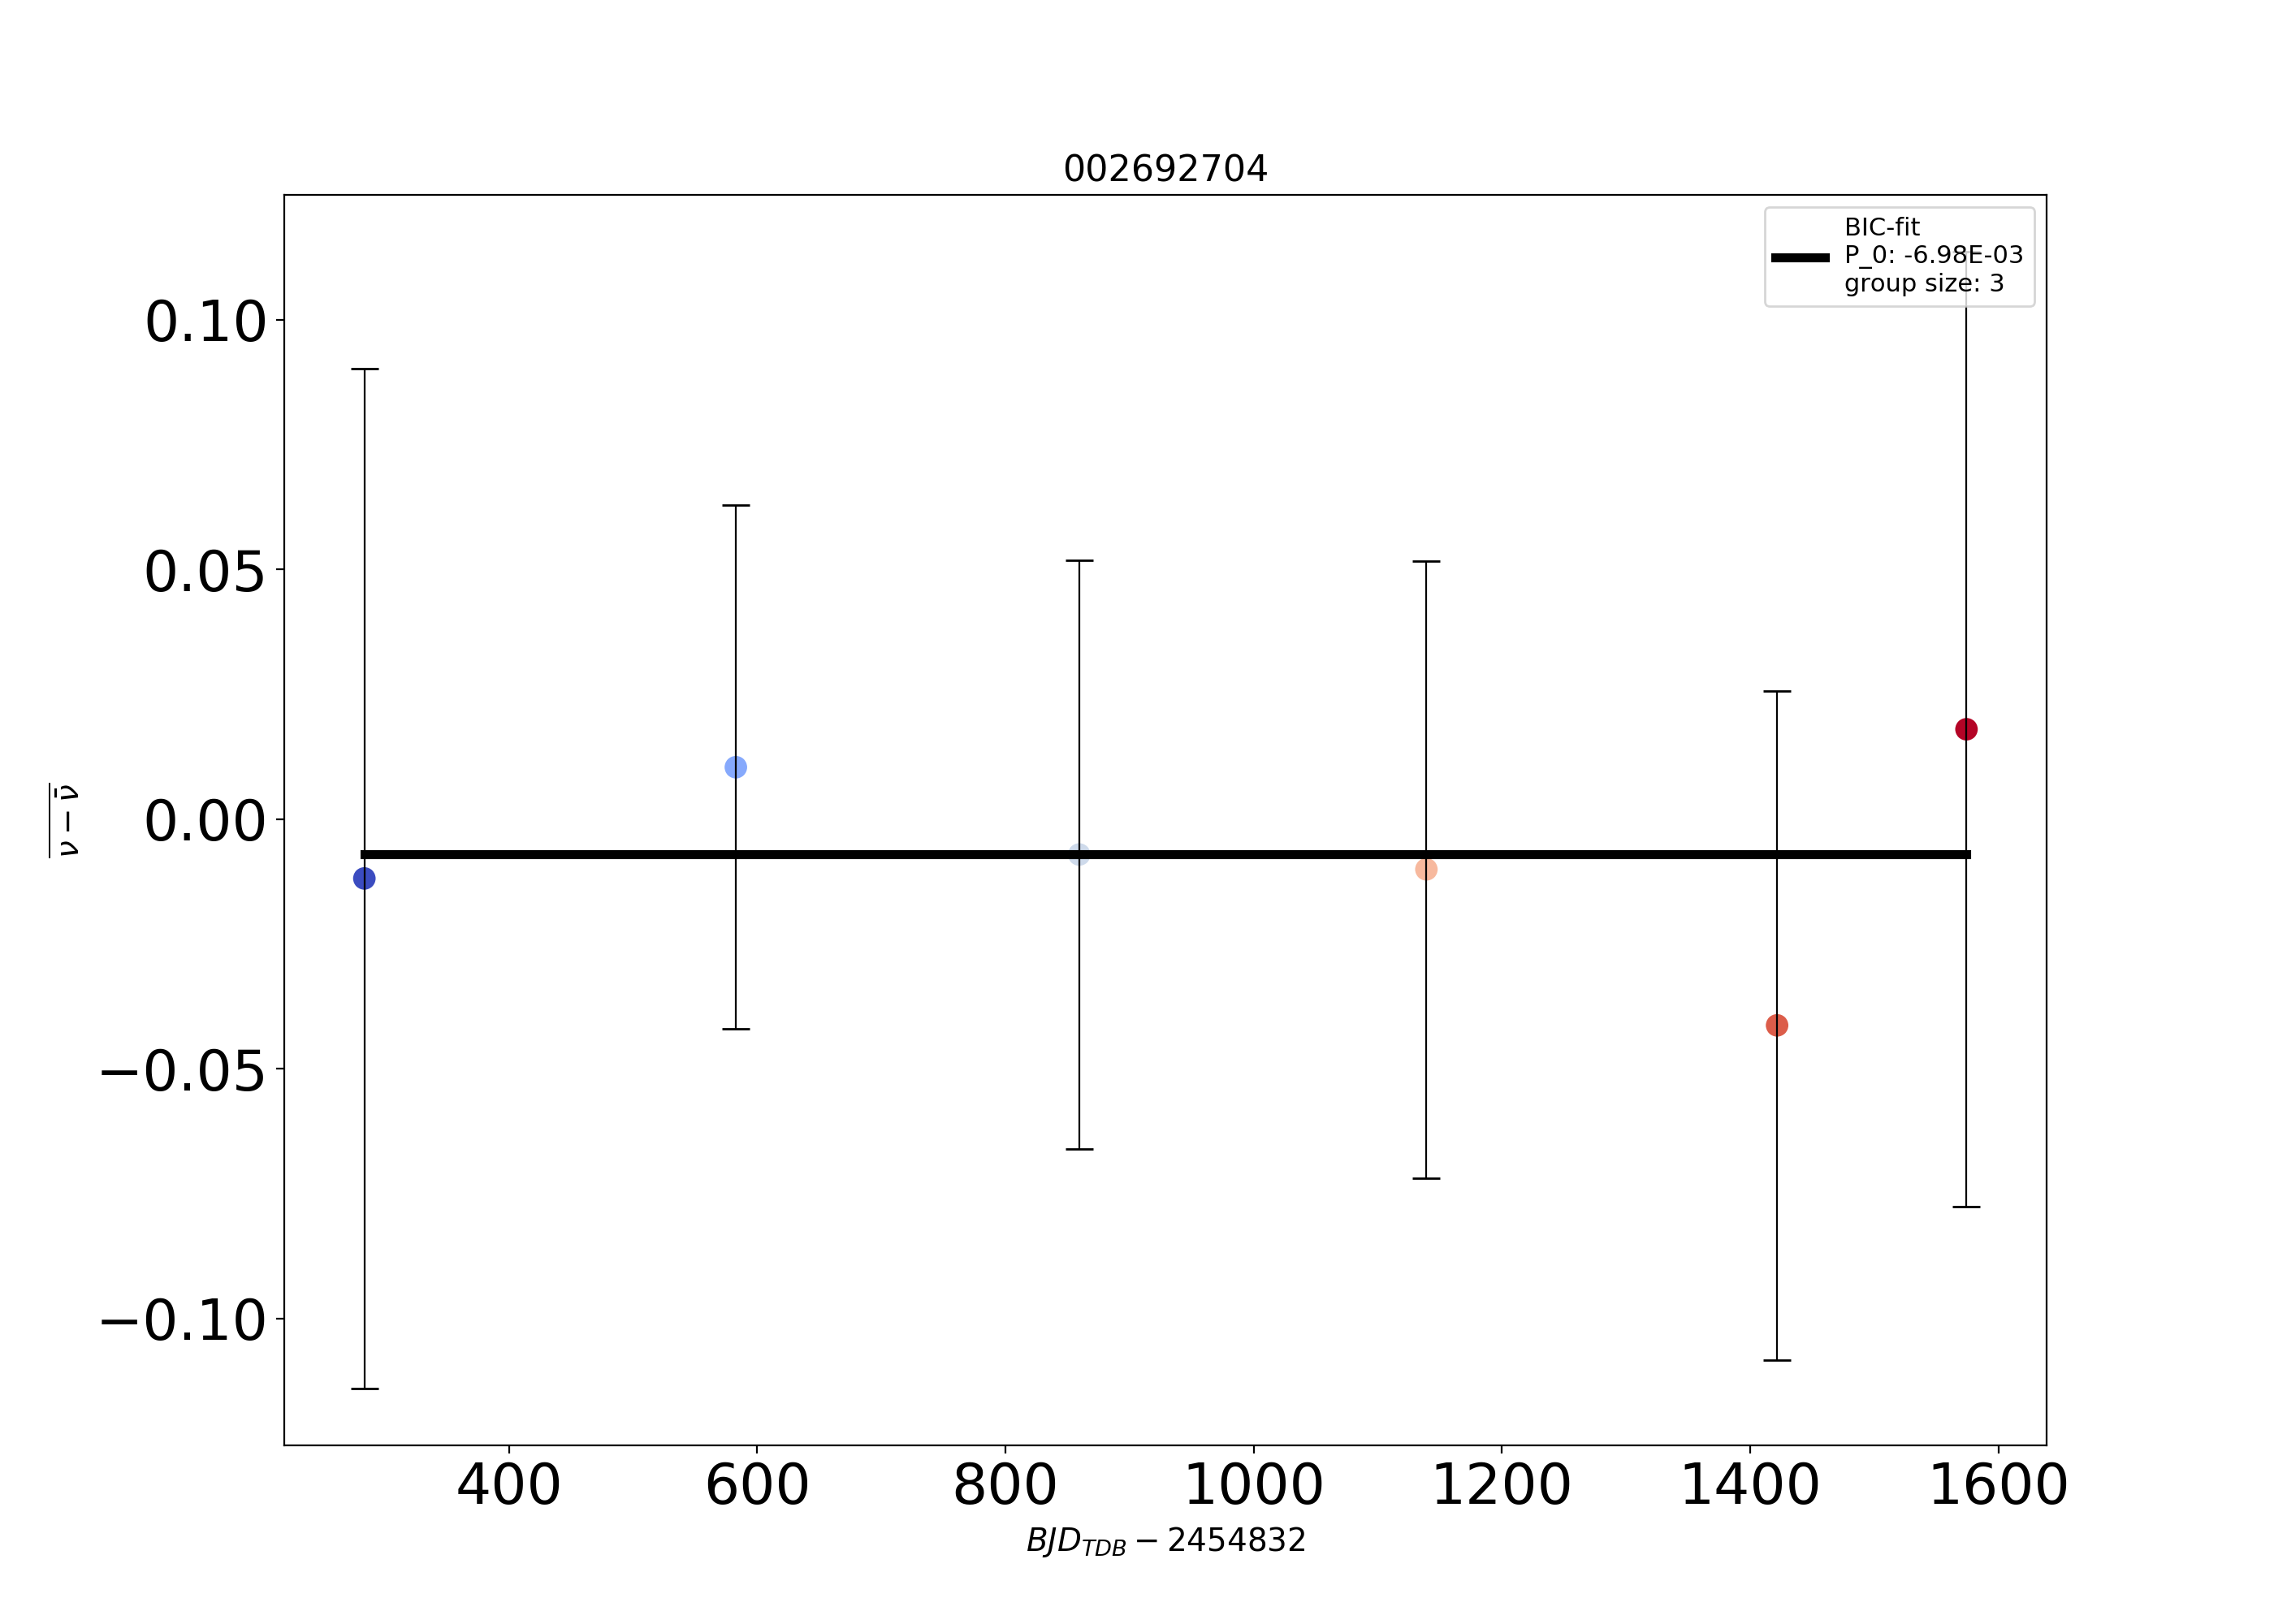 002692704
BIC-fit
P_0: -6.98E-03
group size: 3
0.10
0.05
0.00
−0.05
−0.10
ν − ν̄
400 600 800 1000 1200 1400 1600
BJD_TDB − 2454832